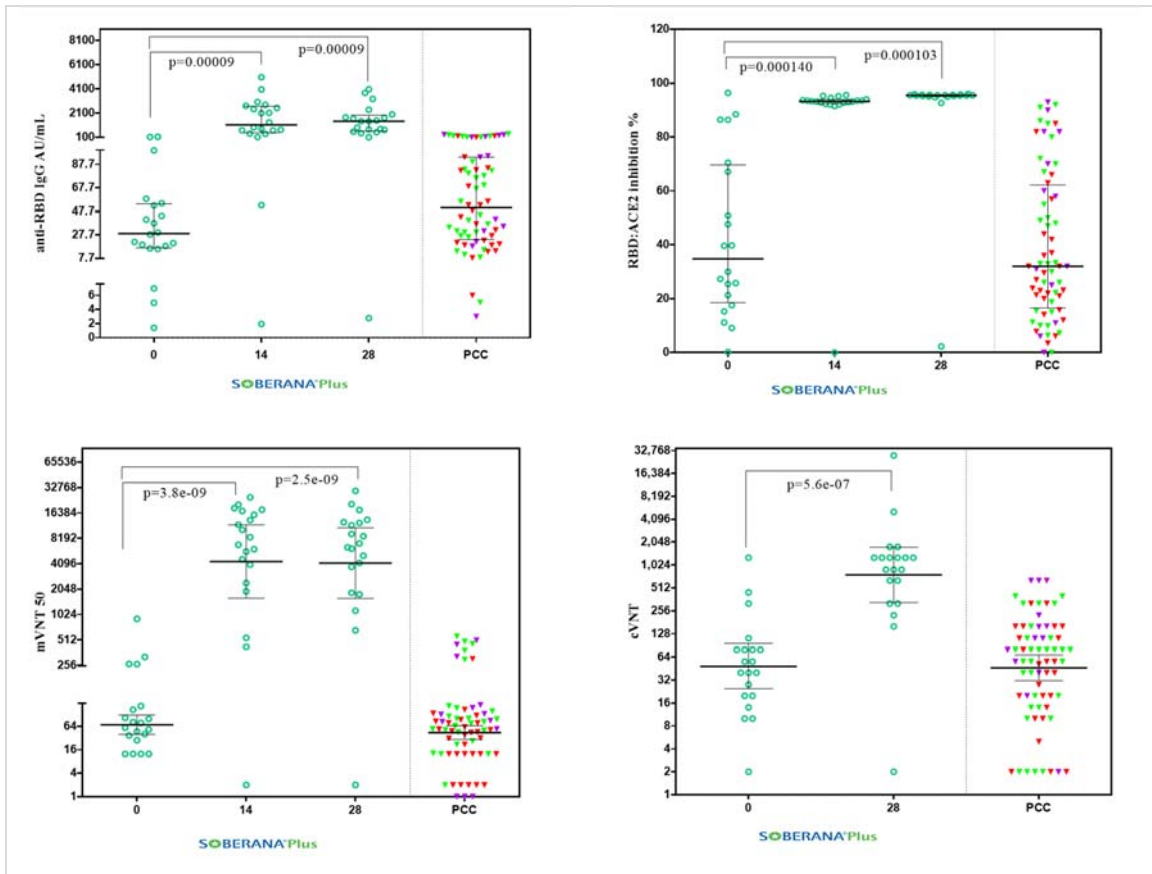 8100
6100
4100
2100
100
87.7
67.7
47.7
27.7
7.7
6
4
2
0
anti-RBD IgG AU/mL
p=0.00009
p=0.00009
0 14 28 PCC
SOBERANA®Plus
120
100
80
60
40
20
0
RBD:ACE2 inhibition %
p=0.000140
p=0.000103
0 14 28 PCC
SOBERANA®Plus
65536
32768
16384
8192
4096
2048
1024
512
256
64
16
4
1
mVNT 50
p=3.8e-09
p=2.5e-09
0 14 28 PCC
SOBERANA®Plus
32,768
16,384
8,192
4,096
2,048
1,024
512
256
128
64
32
16
8
4
2
1
cVNT
p=5.6e-07
0 28 PCC
SOBERANA®Plus